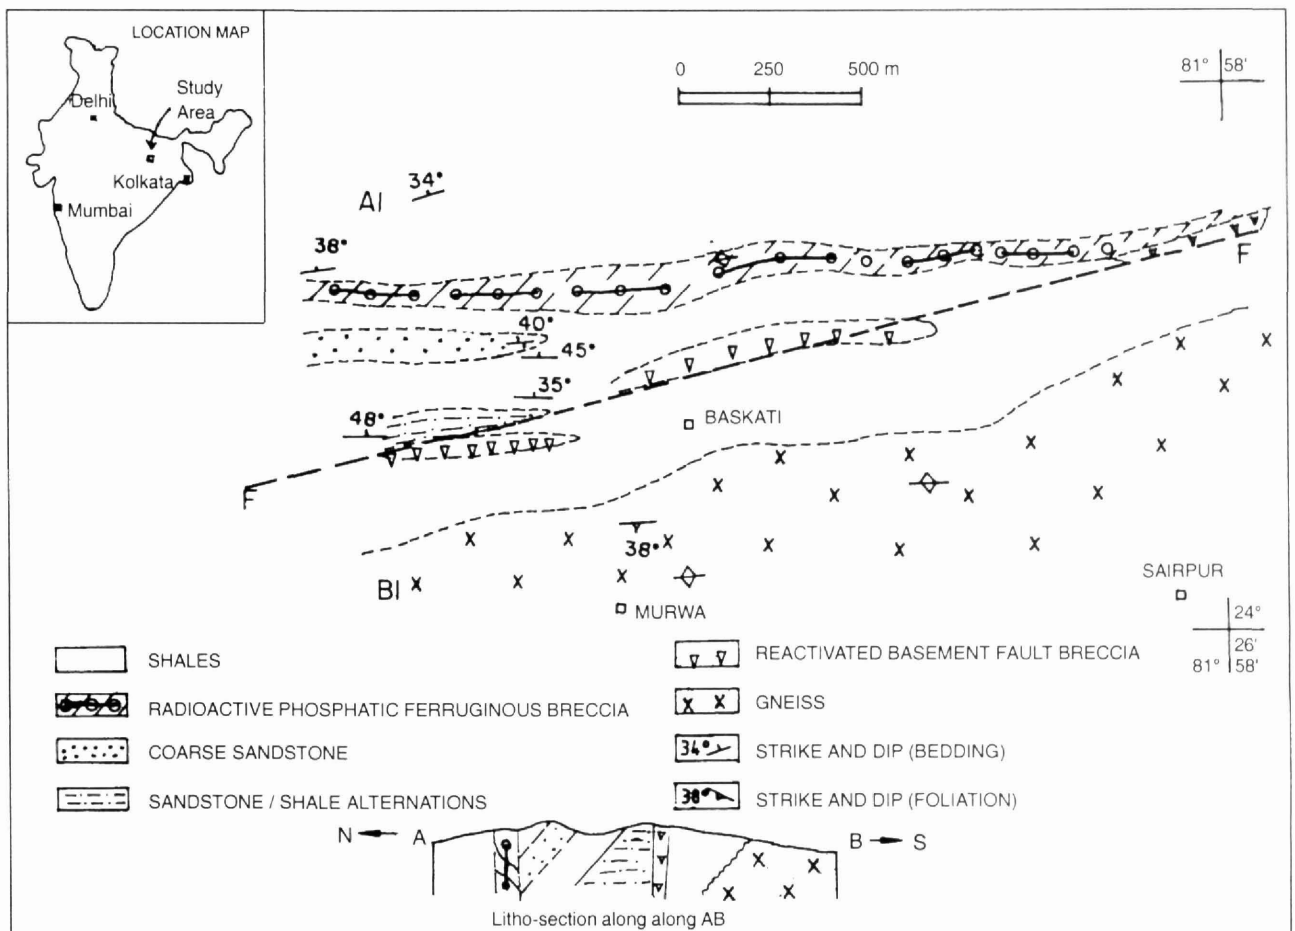 LOCATION MAP
Study
Area
Delhi
Kolkata
Mumbai
0 250 500 m
81° 58'
A|
34°
38°
40°
45°
35°
48°
F
F
BASKATI
38°
B|
MURWA
SAIRPUR
24°
26'
81° 58'
SHALES
RADIOACTIVE PHOSPHATIC FERRUGINOUS BRECCIA
COARSE SANDSTONE
SANDSTONE / SHALE ALTERNATIONS
REACTIVATED BASEMENT FAULT BRECCIA
GNEISS
34° STRIKE AND DIP (BEDDING)
38° STRIKE AND DIP (FOLIATION)
N A
B S
Litho-section along along AB